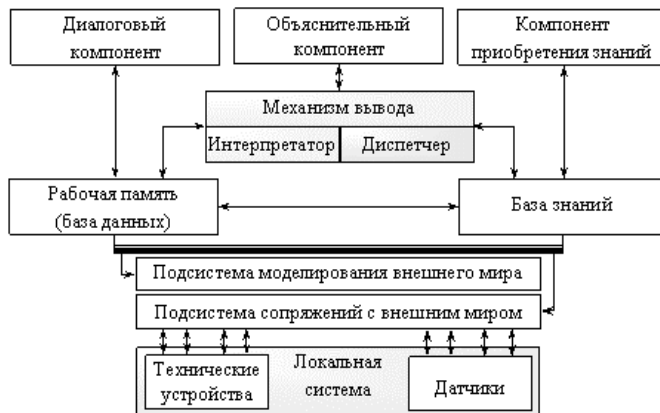 Диалоговый
компонент
Объяснительный
компонент
Компонент
приобретения знаний
Механизм вывода
Интерпретатор
Диспетчер
Рабочая память
(база данных)
База знаний
Подсистема моделирования внешнего мира
Подсистема сопряжений с внешним миром
Технические
устройства
Локальная
система
Датчики